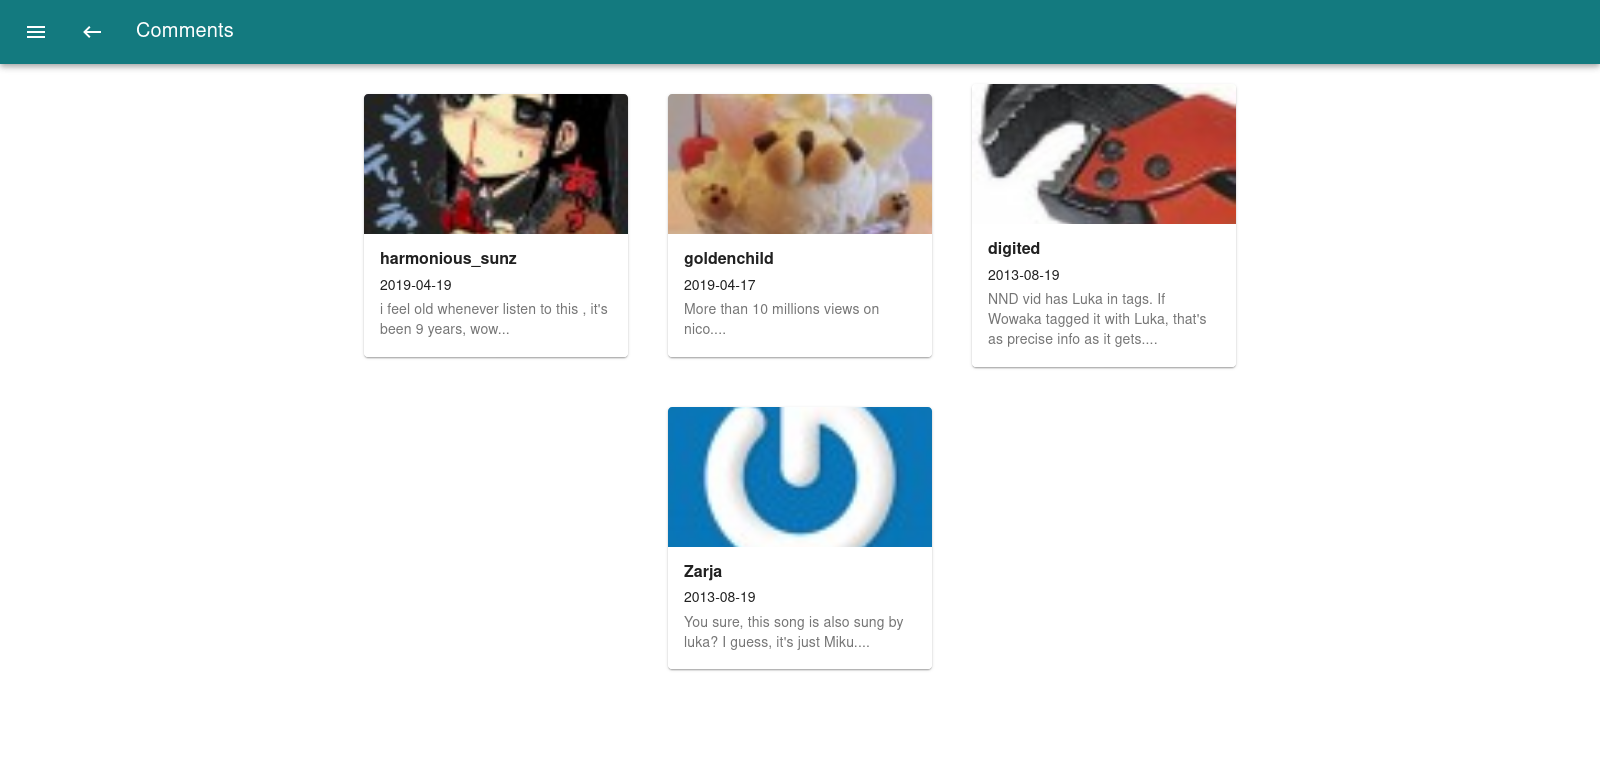 Comments
harmonious_sunz
2019-04-19
i feel old whenever listen to this , it's
been 9 years, wow...
goldenchild
2019-04-17
More than 10 millions views on
nico....
digited
2013-08-19
NND vid has Luka in tags. If
Wowaka tagged it with Luka, that's
as precise info as it gets....
Zarja
2013-08-19
You sure, this song is also sung by
luka? I guess, it's just Miku....